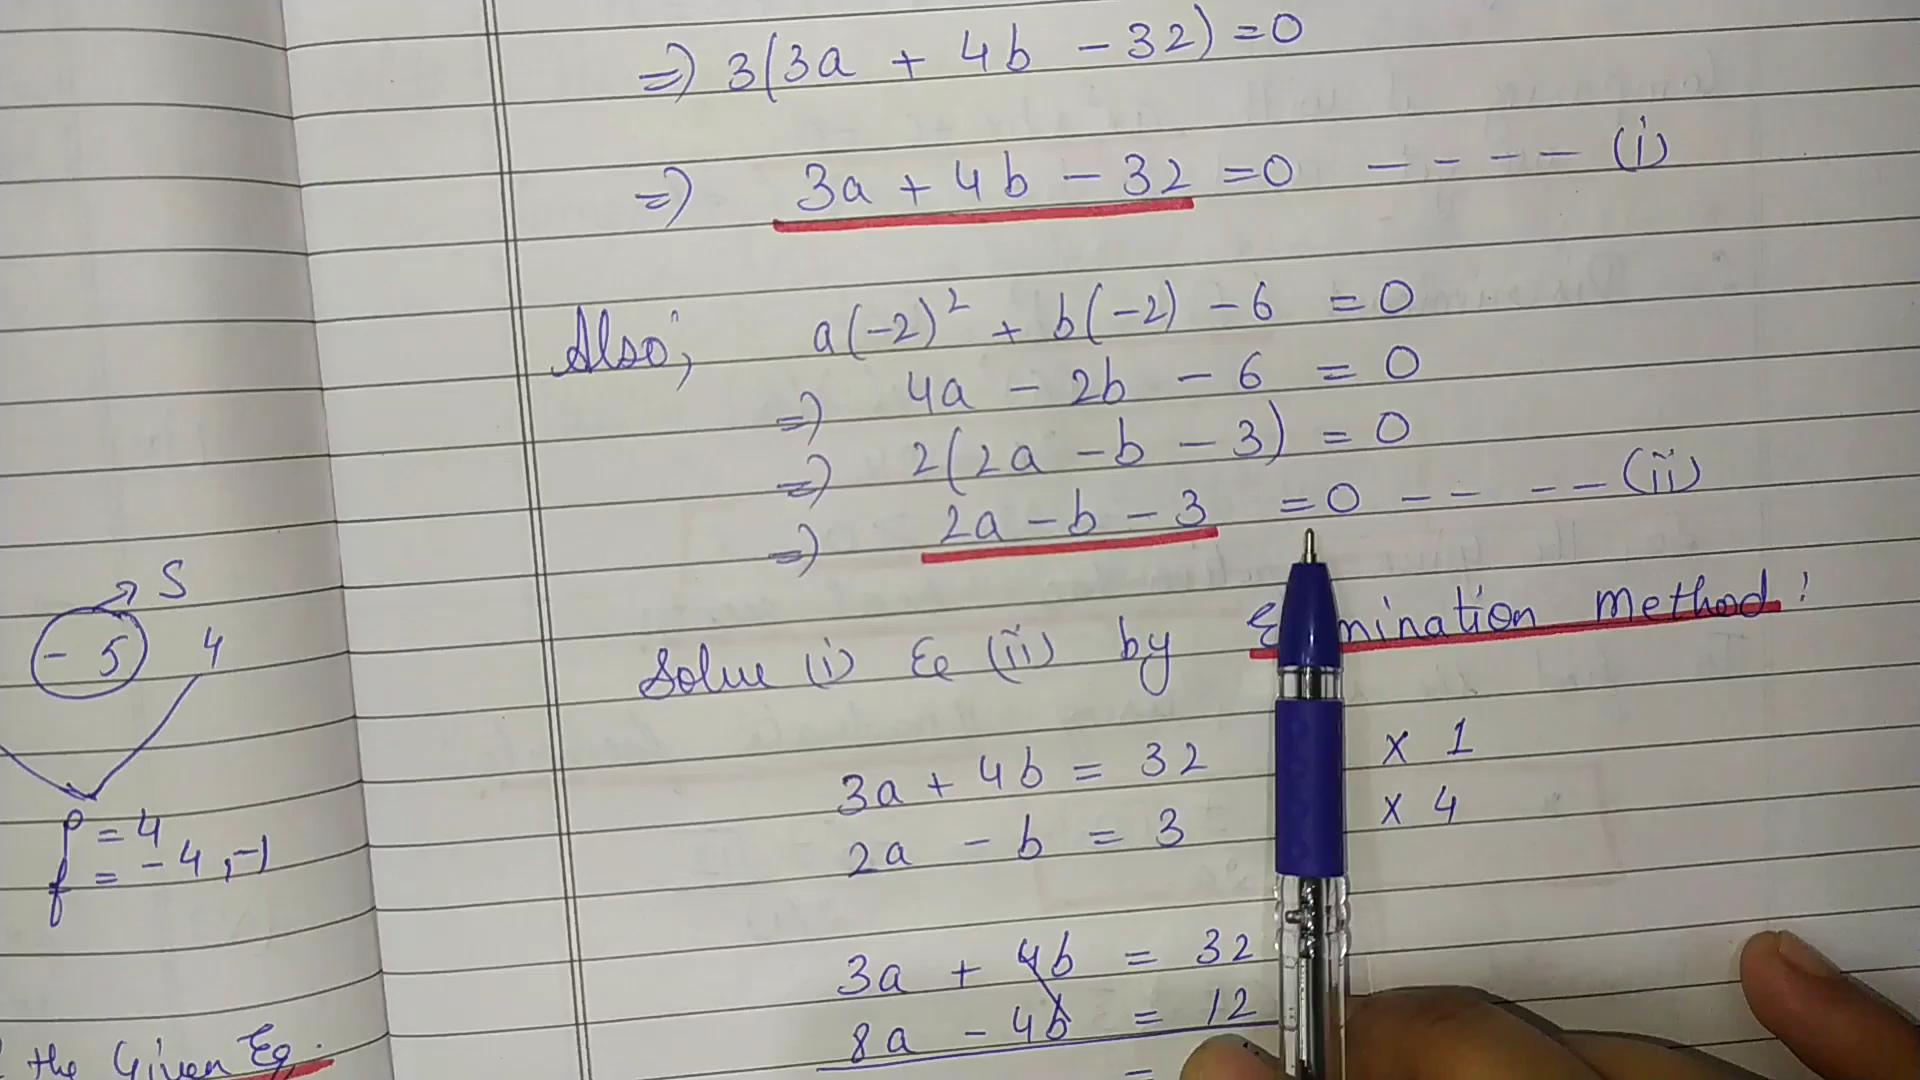 - 5 4
→ S
p = 4
f = - 4 , -1
the Given Eq.
=> 3(3a + 4b - 32) = 0
=> 3a + 4b - 32 = 0 - - - - (i)
Also; a(-2)² + b(-2) - 6 = 0
=> 4a - 2b - 6 = 0
=> 2(2a - b - 3) = 0
=> 2a - b - 3 = 0 - - - - (ii)
Solve (i) & (ii) by mination method:
3a + 4b = 32 x 1
2a - b = 3 x 4
3a + 4b = 32
8a - 4b = 12
=